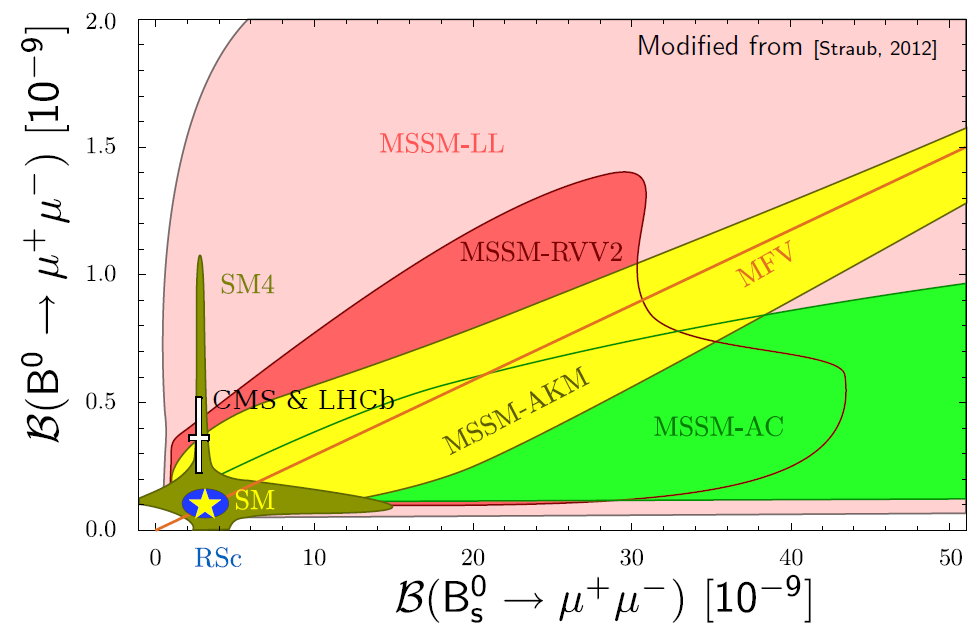 2.0
1.5
1.0
0.5
0.0
B(B⁰ → μ⁺μ⁻) [10⁻⁹]
Modified from [Straub, 2012]
MSSM-LL
MSSM-RVV2
MFV
SM4
CMS & LHCb
MSSM-AKM
MSSM-AC
SM
0 10 20 30 40 50
RSc
B(B⁰ₛ → μ⁺μ⁻) [10⁻⁹]